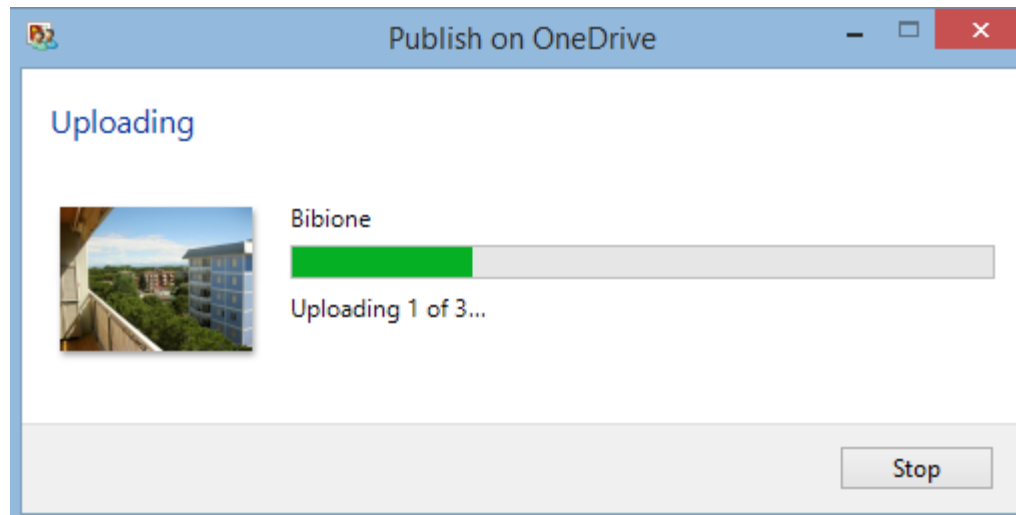 Publish on OneDrive
Uploading
Bibione
Uploading 1 of 3...
Stop